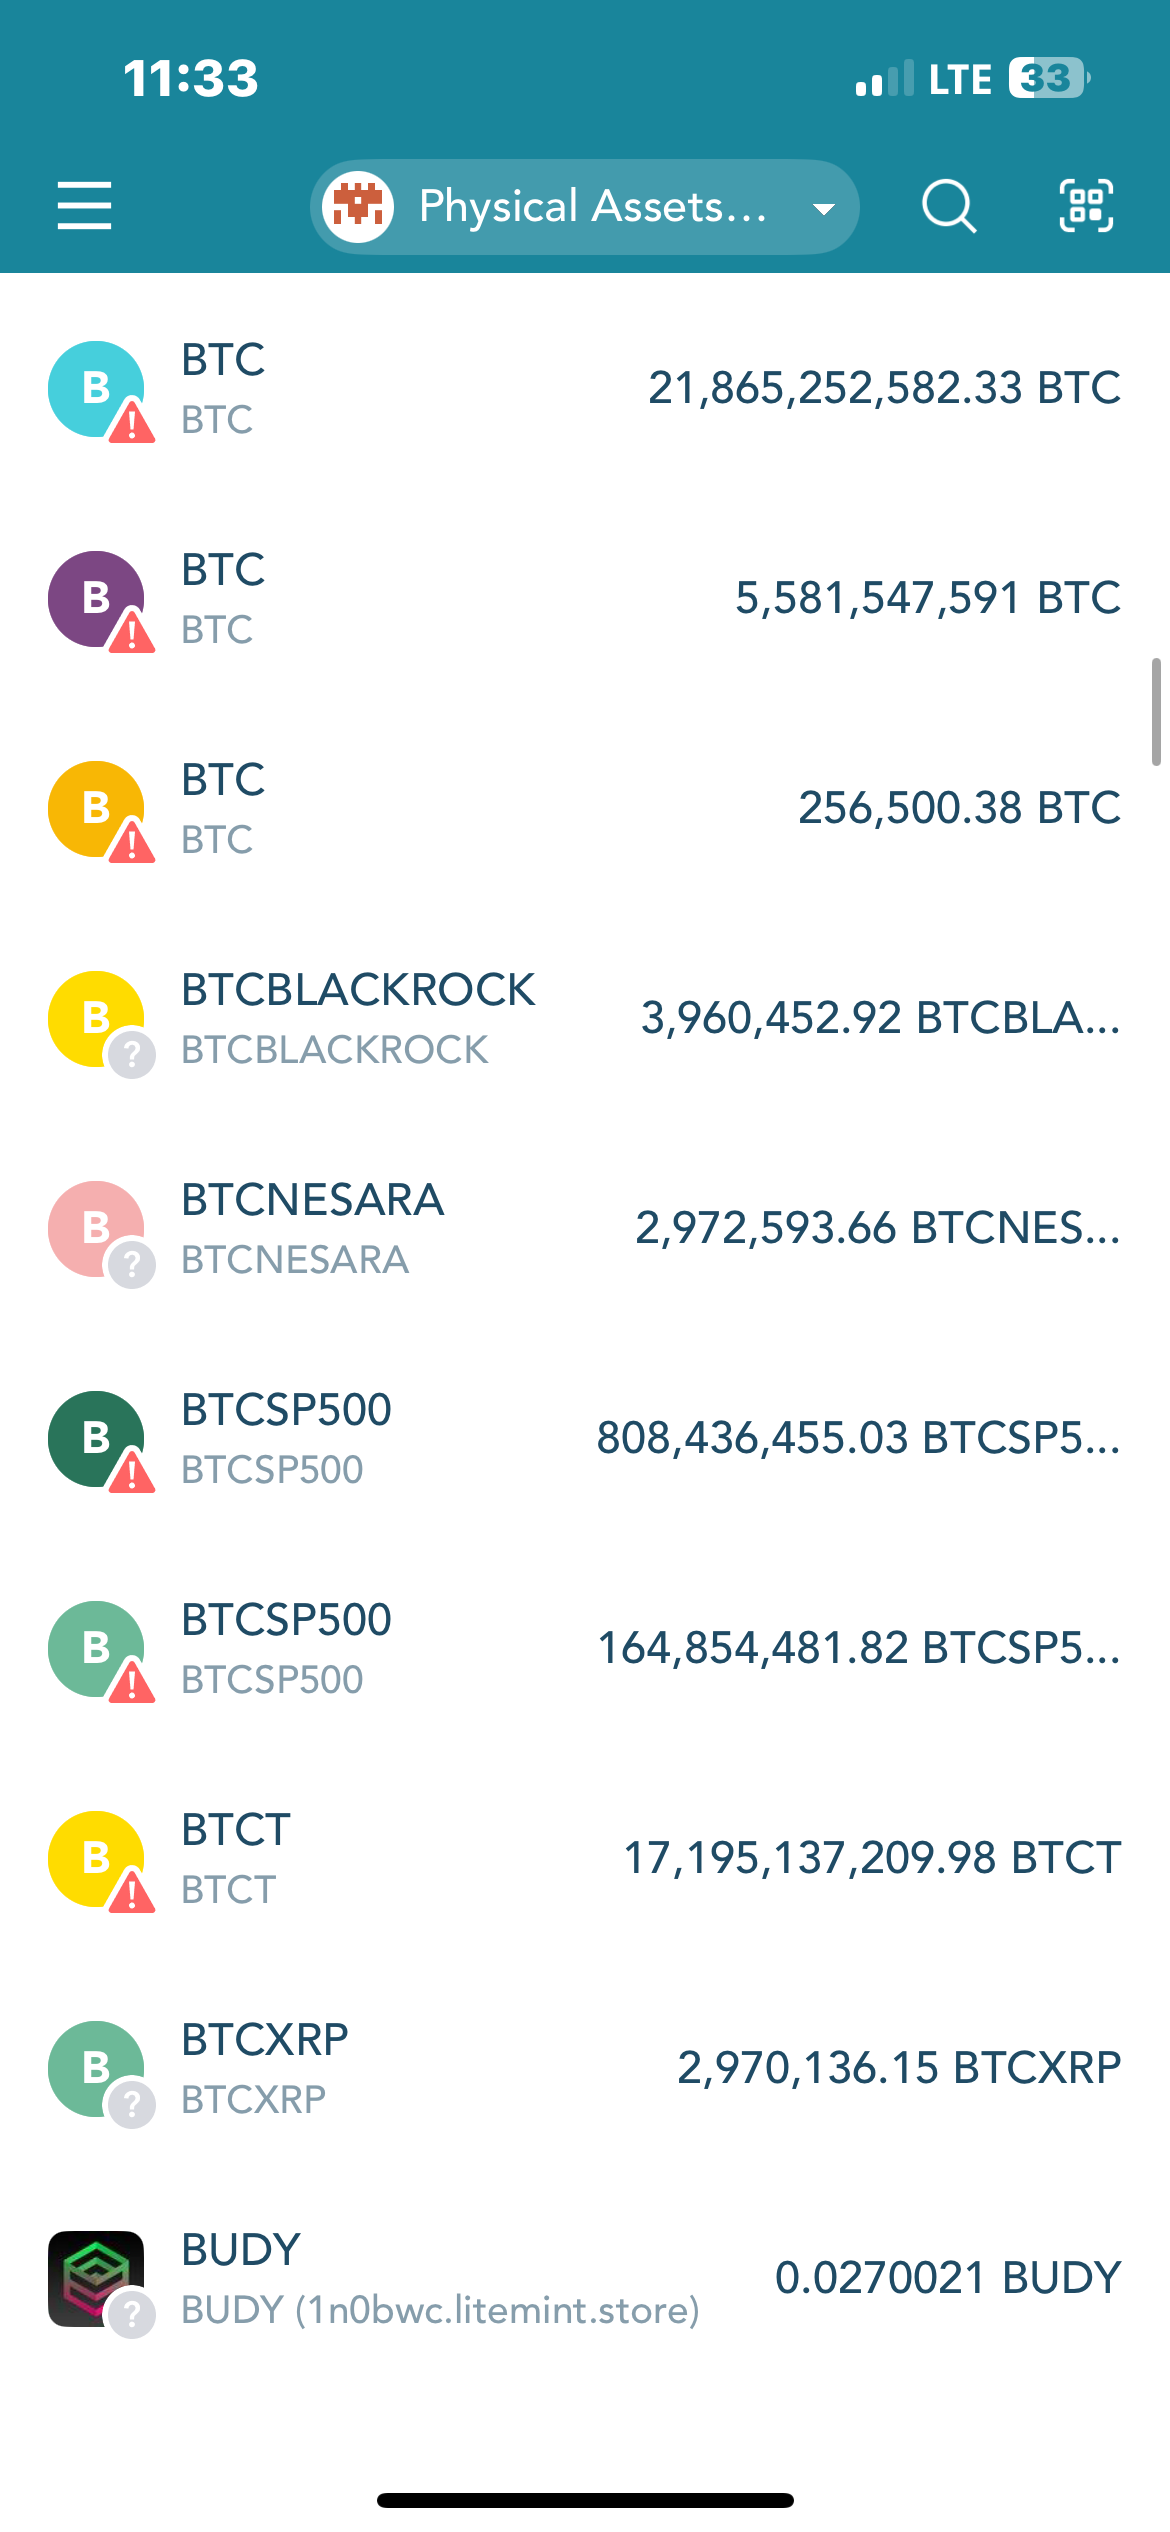 11:33
LTE 33
Physical Assets...
B BTC
BTC
21,865,252,582.33 BTC
B BTC
BTC
5,581,547,591 BTC
B BTC
BTC
256,500.38 BTC
B BTCBLACKROCK
BTCBLACKROCK
3,960,452.92 BTCBLA...
B BTCNESARA
BTCNESARA
2,972,593.66 BTCNES...
B BTCSP500
BTCSP500
808,436,455.03 BTCSP5...
B BTCSP500
BTCSP500
164,854,481.82 BTCSP5...
B BTCT
BTCT
17,195,137,209.98 BTCT
B BTCXRP
BTCXRP
2,970,136.15 BTCXRP
BUDY
BUDY (1n0bwc.litemint.store)
0.0270021 BUDY